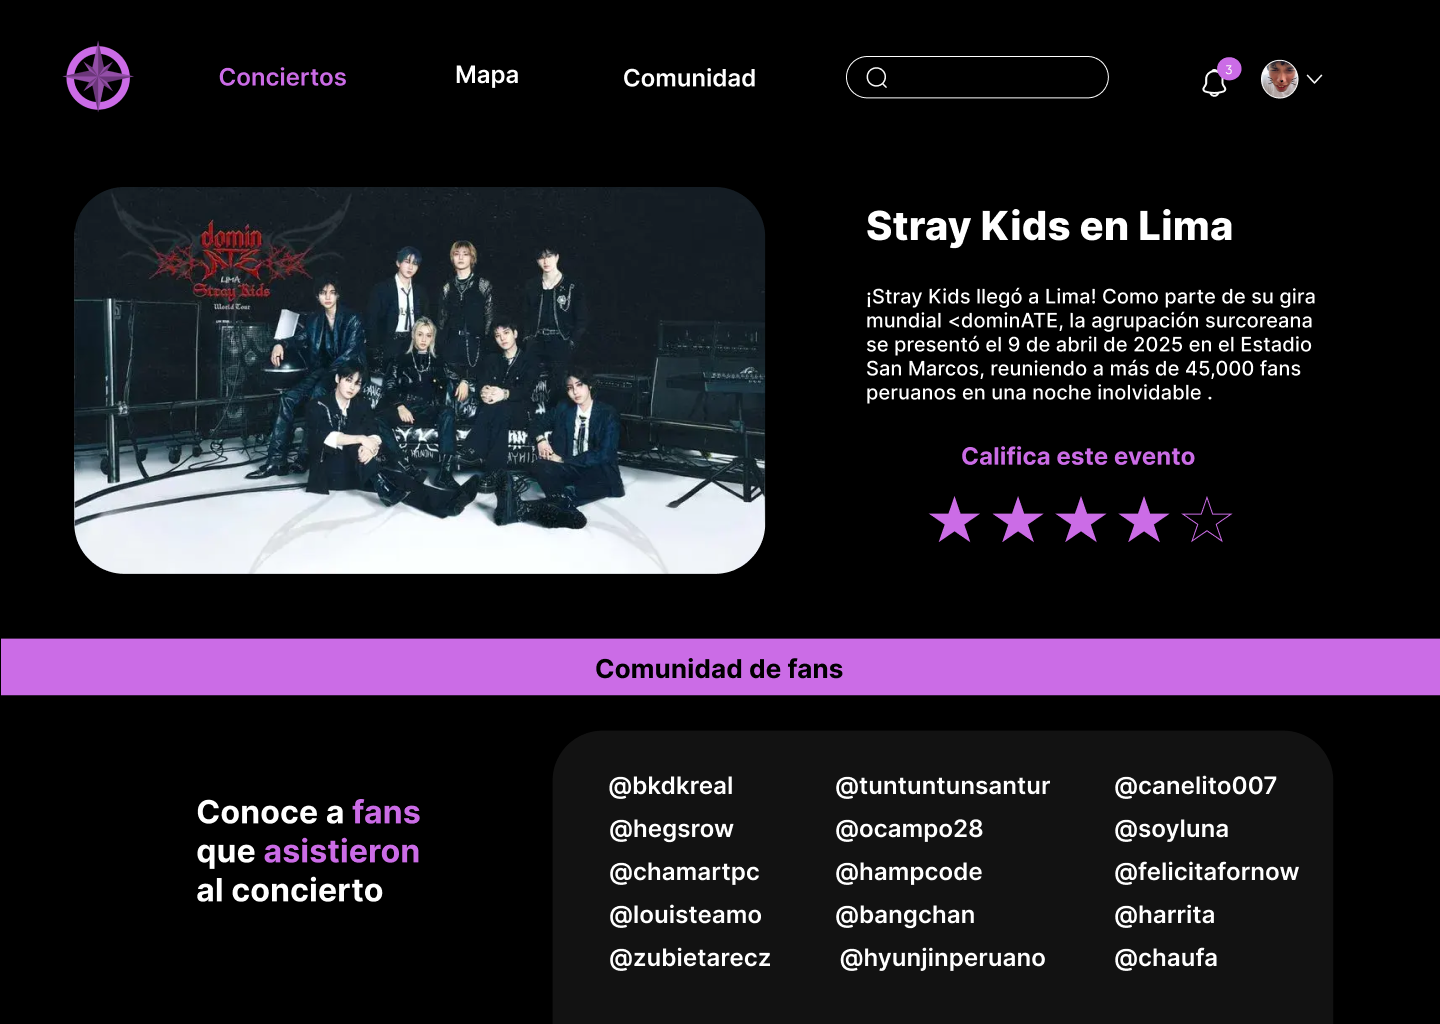 Conciertos
Mapa
Comunidad
3
domin
ATE
LIMA
Stray Kids
World Tour
Stray Kids en Lima
¡Stray Kids llegó a Lima! Como parte de su gira
mundial <dominATE, la agrupación surcoreana
se presentó el 9 de abril de 2025 en el Estadio
San Marcos, reuniendo a más de 45,000 fans
peruanos en una noche inolvidable .
Califica este evento
Comunidad de fans
Conoce a fans
que asistieron
al concierto
@bkdkreal
@tuntuntunsantur
@canelito007
@hegsrow
@ocampo28
@soyluna
@chamartpc
@hampcode
@felicitafornow
@louisteamo
@bangchan
@harrita
@zubietarecz
@hyunjinperuano
@chaufa